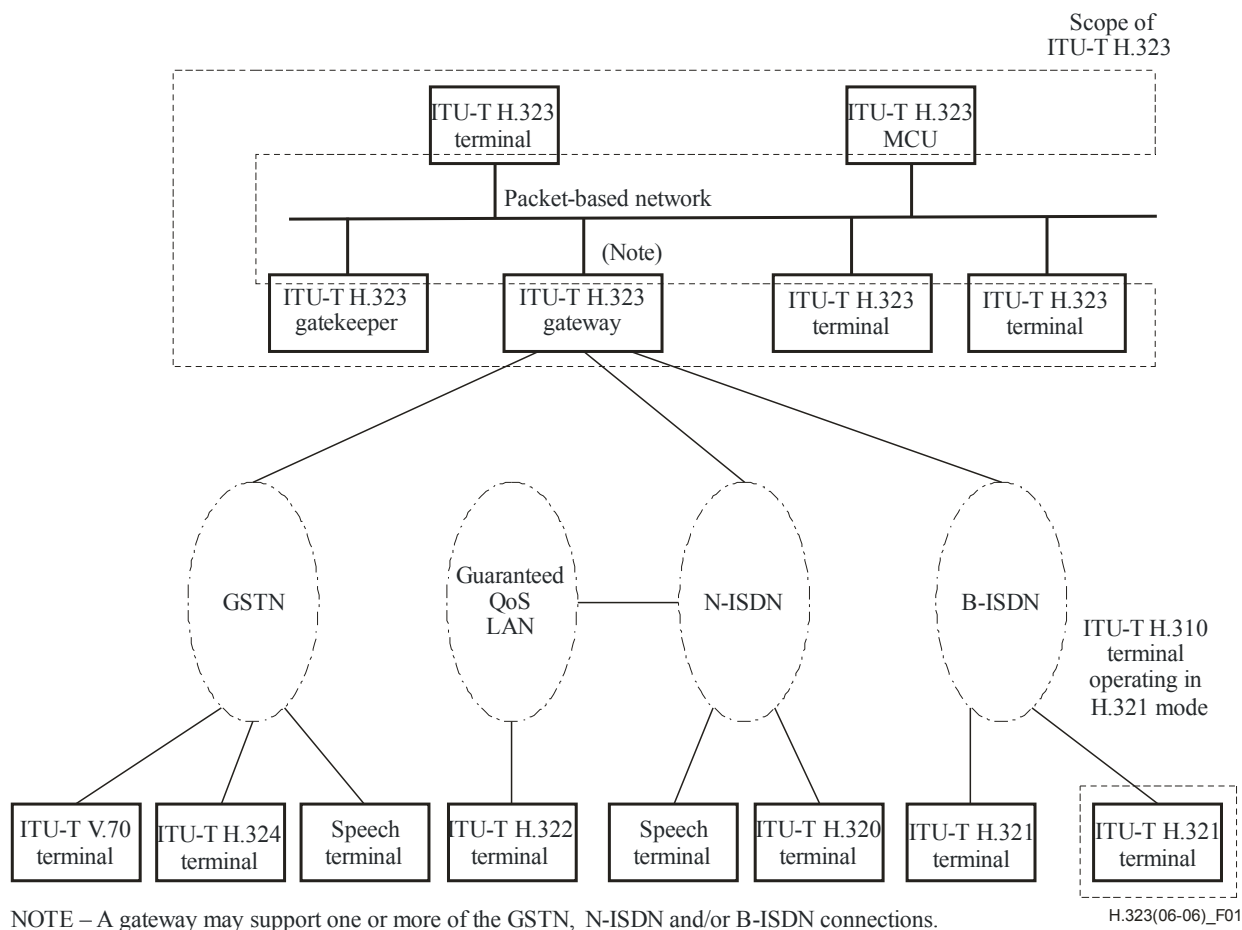 Scope of
ITU-T H.323
ITU-T H.323
terminal
ITU-T H.323
MCU
Packet-based network
(Note)
ITU-T H.323
gatekeeper
ITU-T H.323
gateway
ITU-T H.323
terminal
ITU-T H.323
terminal
GSTN
Guaranteed
QoS
LAN
N-ISDN
B-ISDN
ITU-T H.310
terminal
operating in
H.321 mode
ITU-T V.70
terminal
ITU-T H.324
terminal
Speech
terminal
ITU-T H.322
terminal
Speech
terminal
ITU-T H.320
terminal
ITU-T H.321
terminal
ITU-T H.321
terminal
NOTE – A gateway may support one or more of the GSTN, N-ISDN and/or B-ISDN connections.
H.323(06-06)_F01